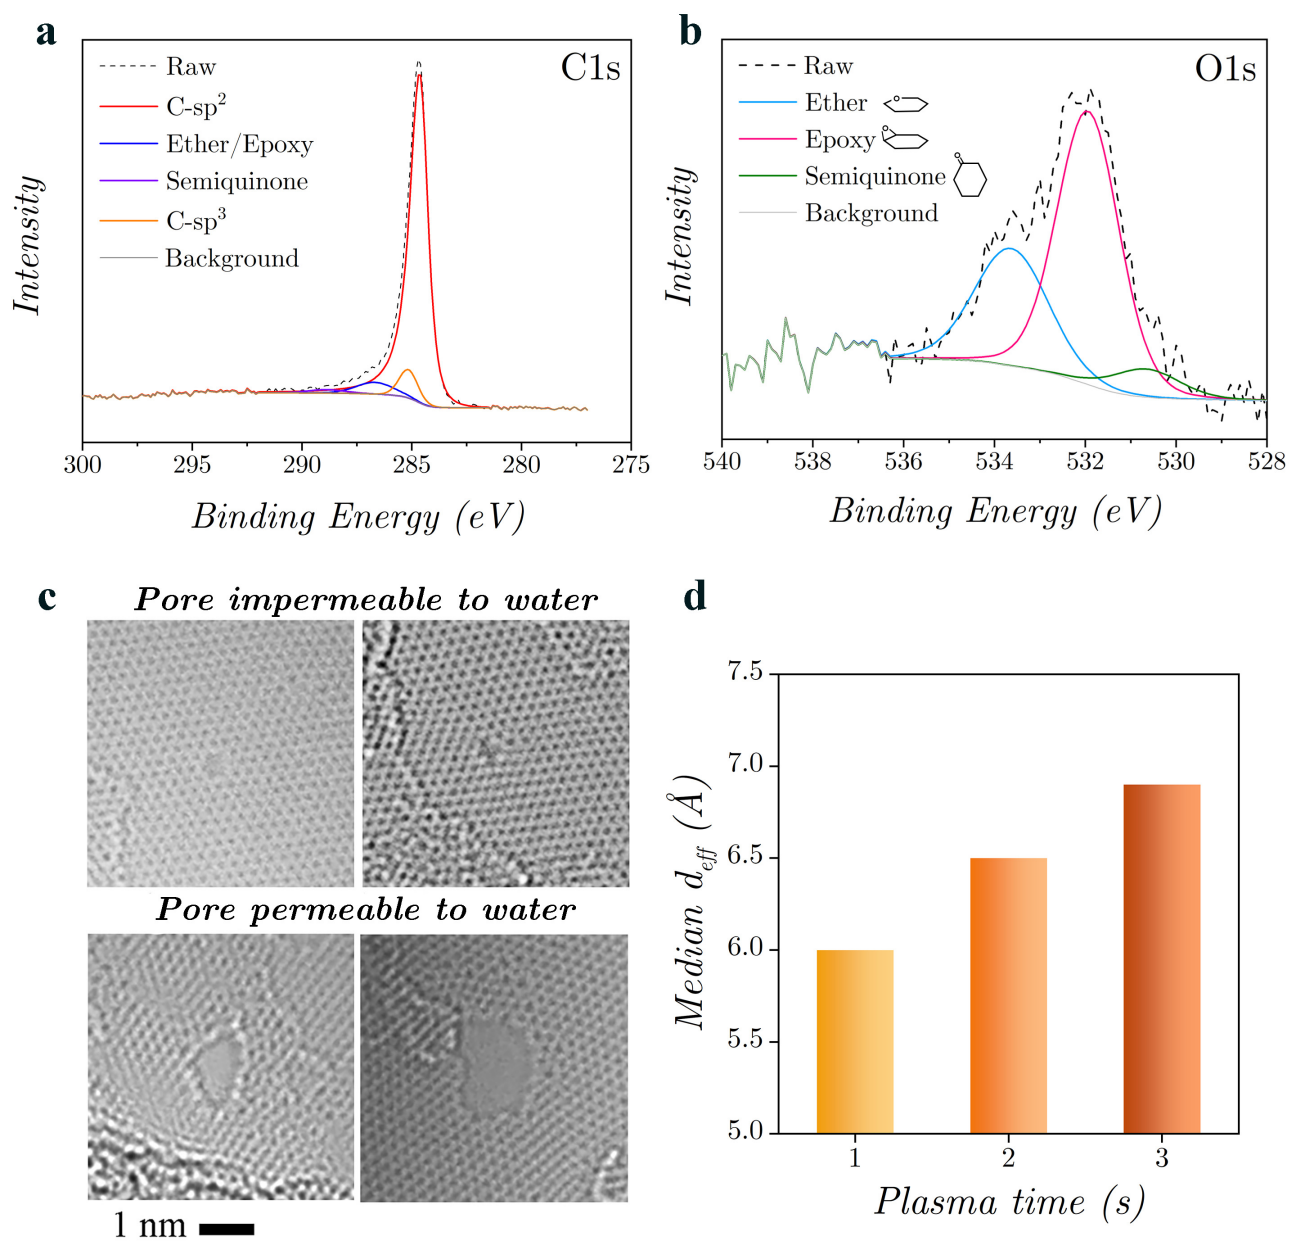 a
C1s
Raw
C-sp²
Ether/Epoxy
Semiquinone
C-sp³
Background
Intensity
300 295 290 285 280 275
Binding Energy (eV)
b
O1s
Raw
Ether O
Epoxy O
Semiquinone O
Background
Intensity
540 538 536 534 532 530 528
Binding Energy (eV)
c
Pore impermeable to water
Pore permeable to water
1 nm
d
7.5
7.0
6.5
6.0
5.5
5.0
Median d_eff (Å)
1 2 3
Plasma time (s)